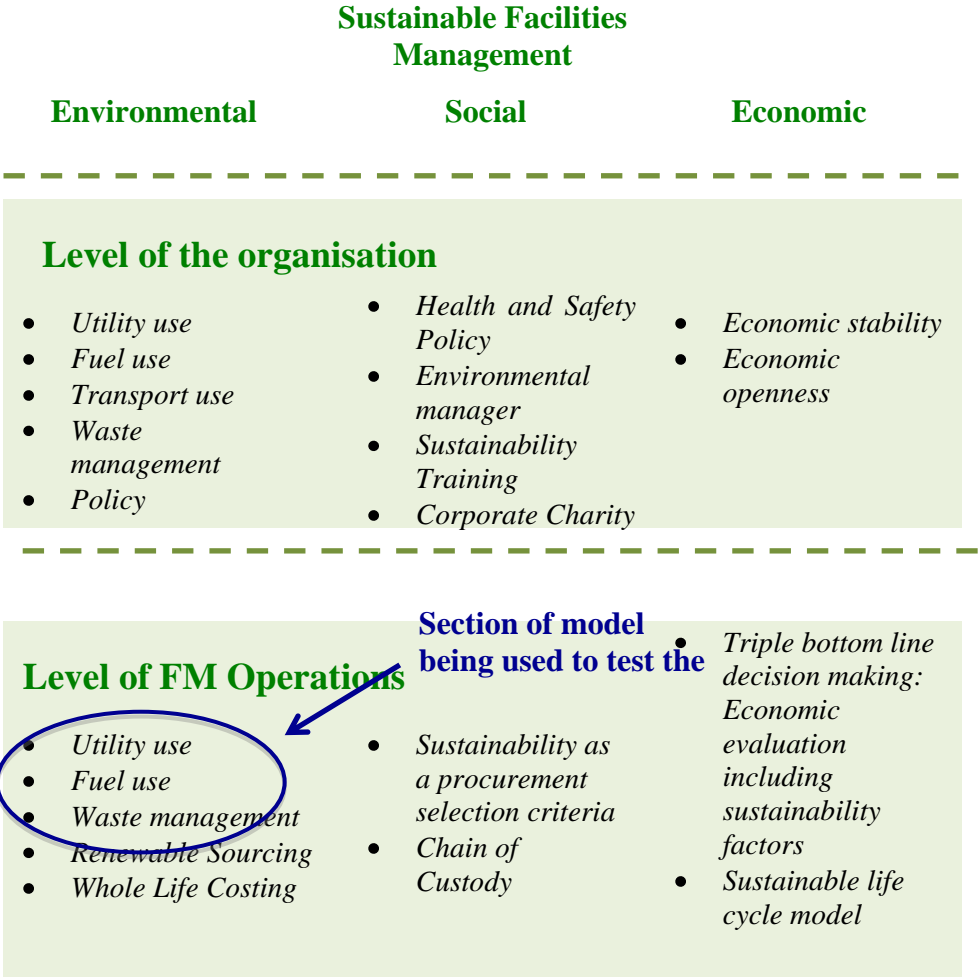 Sustainable Facilities
Management
Environmental
Social
Economic
Level of the organisation
• Utility use
• Fuel use
• Transport use
• Waste
management
• Policy
• Health and Safety
Policy
• Environmental
manager
• Sustainability
Training
• Corporate Charity
• Economic stability
• Economic
openness
Section of model
being used to test the
Level of FM Operations
• Utility use
• Fuel use
• Waste management
• Renewable Sourcing
• Whole Life Costing
• Sustainability as
a procurement
selection criteria
• Chain of
Custody
• Triple bottom line
decision making:
Economic
evaluation
including
sustainability
factors
• Sustainable life
cycle model